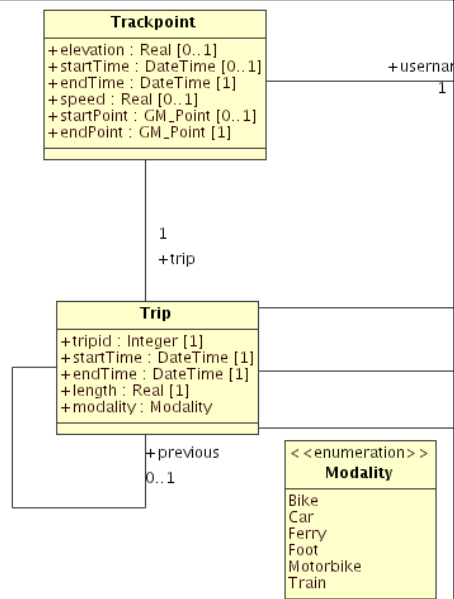 Trackpoint
+elevation : Real [0..1]
+startTime : DateTime [0..1]
+endTime : DateTime [1]
+speed : Real [0..1]
+startPoint : GM_Point [0..1]
+endPoint : GM_Point [1]
1
1
+trip
Trip
+tripid : Integer [1]
+startTime : DateTime [1]
+endTime : DateTime [1]
+length : Real [1]
+modality : Modality
+previous
0..1
<<enumeration>>
Modality
Bike
Car
Ferry
Foot
Motorbike
Train